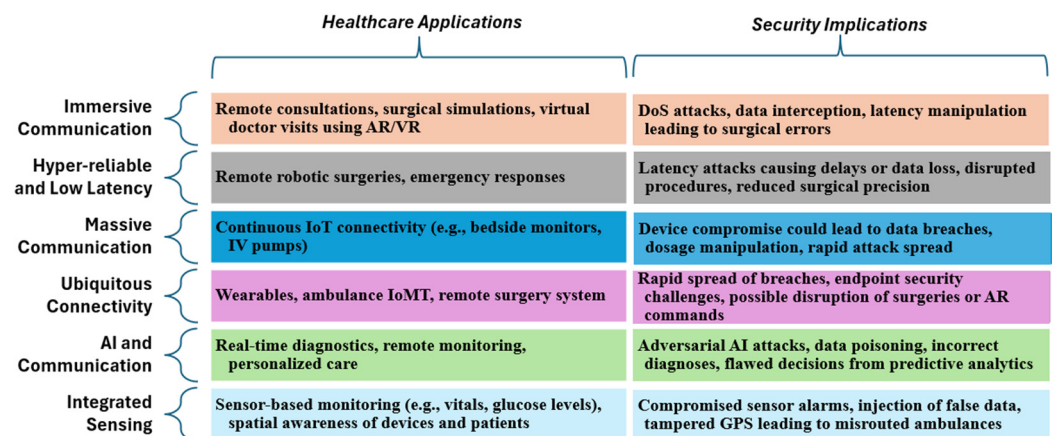 Healthcare Applications
Security Implications
Immersive
Communication
Remote consultations, surgical simulations, virtual
doctor visits using AR/VR
DoS attacks, data interception, latency manipulation
leading to surgical errors
Hyper-reliable
and Low Latency
Remote robotic surgeries, emergency responses
Latency attacks causing delays or data loss, disrupted
procedures, reduced surgical precision
Massive
Communication
Continuous IoT connectivity (e.g., bedside monitors,
IV pumps)
Device compromise could lead to data breaches,
dosage manipulation, rapid attack spread
Ubiquitous
Connectivity
Wearables, ambulance IoMT, remote surgery system
Rapid spread of breaches, endpoint security
challenges, possible disruption of surgeries or AR
commands
AI and
Communication
Real-time diagnostics, remote monitoring,
personalized care
Adversarial AI attacks, data poisoning, incorrect
diagnoses, flawed decisions from predictive analytics
Integrated
Sensing
Sensor-based monitoring (e.g., vitals, glucose levels),
spatial awareness of devices and patients
Compromised sensor alarms, injection of false data,
tampered GPS leading to misrouted ambulances